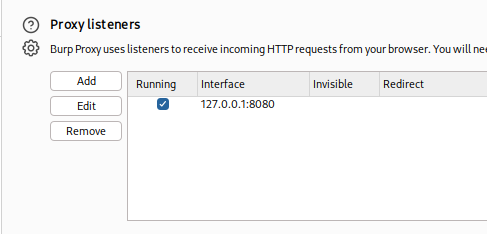 Proxy listeners
Burp Proxy uses listeners to receive incoming HTTP requests from your browser. You will
Add
Edit
Remove
Running Interface Invisible Redirect
127.0.0.1:8080